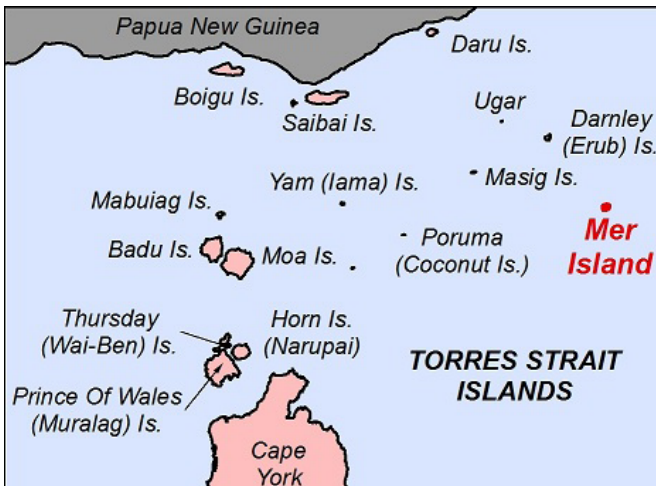 Papua New Guinea
Daru Is.
Boigu Is.
Saibai Is.
Ugar
Darnley
(Erub) Is.
Yam (Iama) Is.
Masig Is.
Mabuiag Is.
Mer
Island
Badu Is.
Moa Is.
Poruma
(Coconut Is.)
Thursday
(Wai-Ben) Is.
Horn Is.
(Narupai)
TORRES STRAIT
ISLANDS
Prince Of Wales
(Muralag) Is.
Cape
York